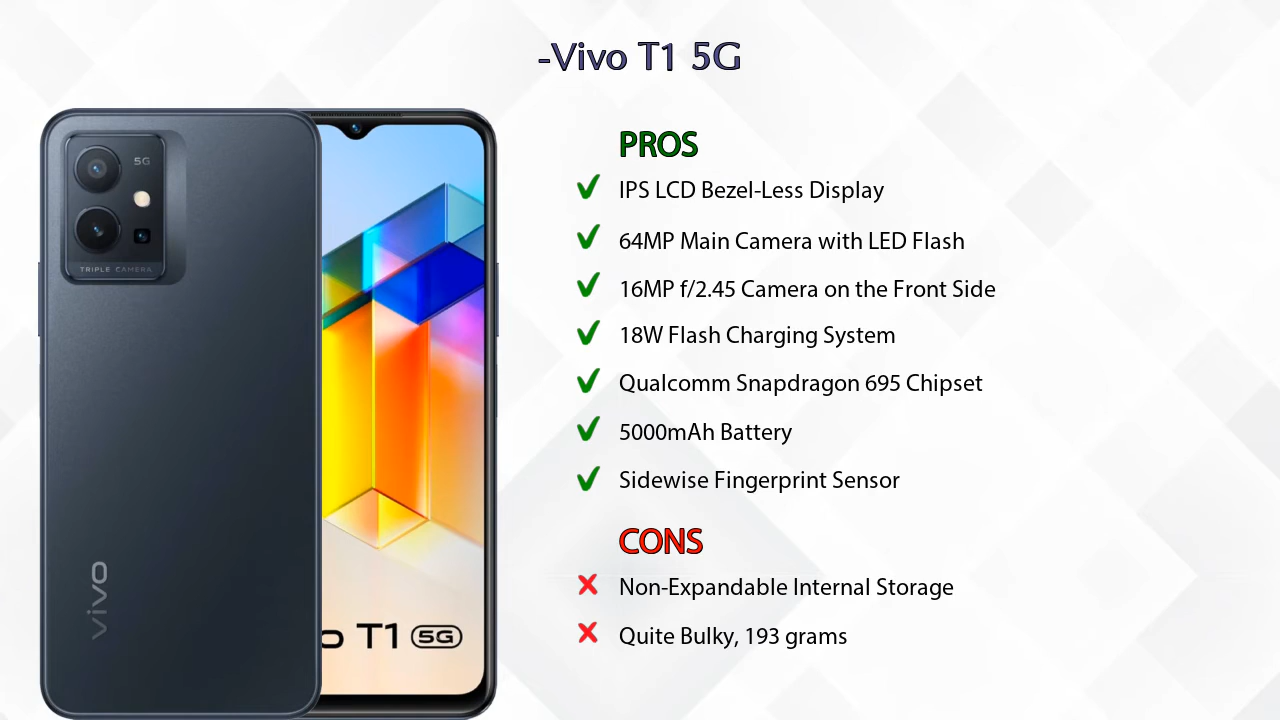 -Vivo T1 5G
5G
TRIPLE CAMERA
vivo
o T1 5G
PROS
IPS LCD Bezel-Less Display
64MP Main Camera with LED Flash
16MP f/2.45 Camera on the Front Side
18W Flash Charging System
Qualcomm Snapdragon 695 Chipset
5000mAh Battery
Sidewise Fingerprint Sensor
CONS
Non-Expandable Internal Storage
Quite Bulky, 193 grams